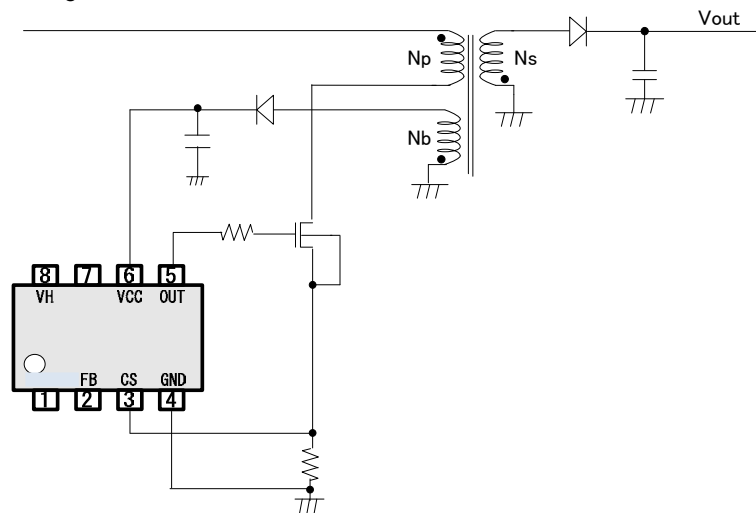 Vout
Np
Ns
Nb
8 7 6 5
VH VCC OUT
FB CS GND
1 2 3 4